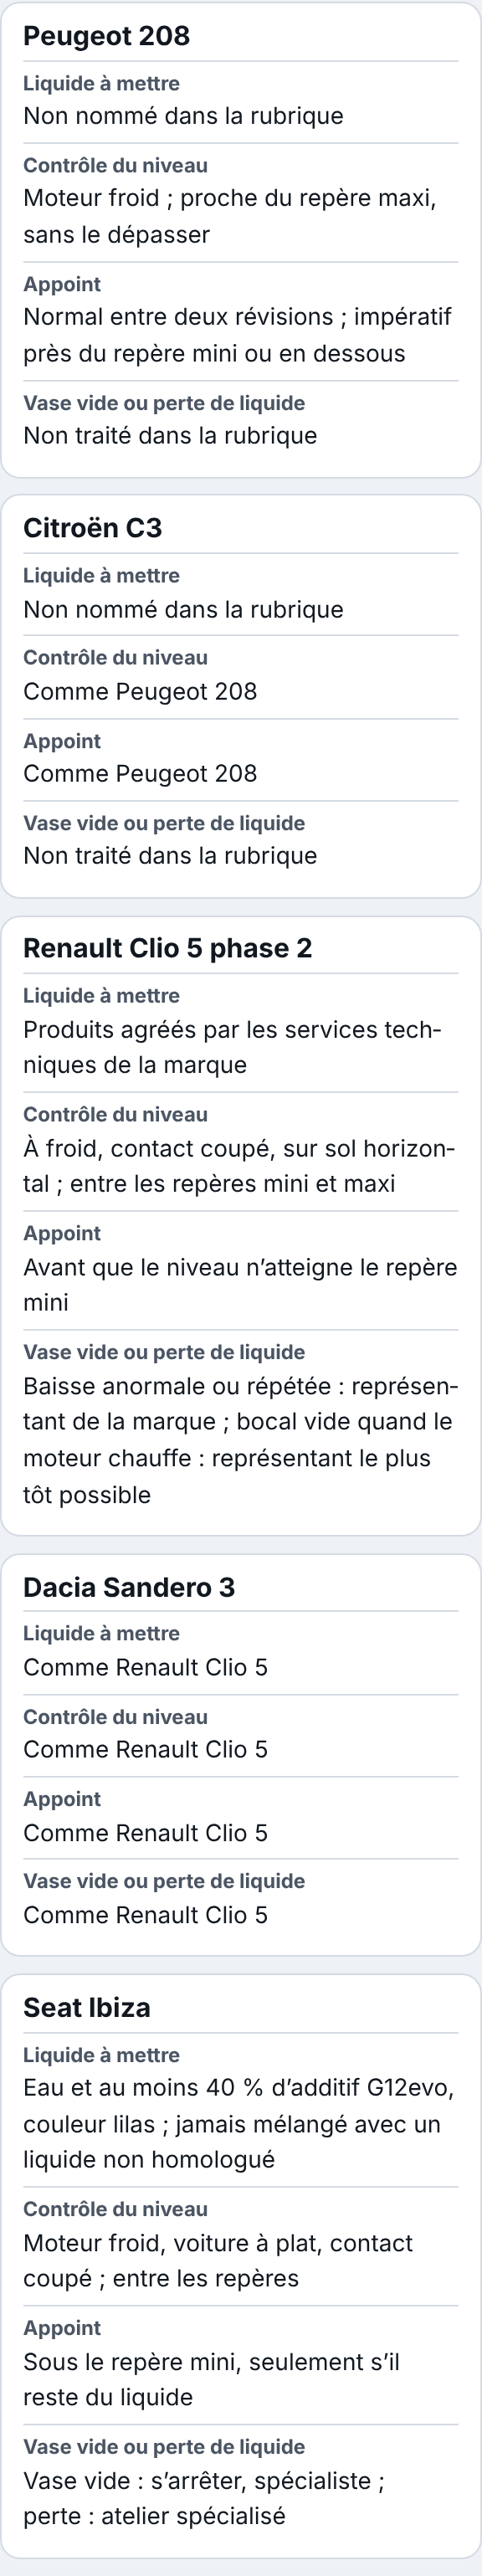 Peugeot 208
Liquide à mettre
Non nommé dans la rubrique
Contrôle du niveau
Moteur froid ; proche du repère maxi,
sans le dépasser
Appoint
Normal entre deux révisions ; impératif
près du repère mini ou en dessous
Vase vide ou perte de liquide
Non traité dans la rubrique
Citroën C3
Liquide à mettre
Non nommé dans la rubrique
Contrôle du niveau
Comme Peugeot 208
Appoint
Comme Peugeot 208
Vase vide ou perte de liquide
Non traité dans la rubrique
Renault Clio 5 phase 2
Liquide à mettre
Produits agréés par les services tech-
niques de la marque
Contrôle du niveau
À froid, contact coupé, sur sol horizon-
tal ; entre les repères mini et maxi
Appoint
Avant que le niveau n’atteigne le repère
mini
Vase vide ou perte de liquide
Baisse anormale ou répétée : représen-
tant de la marque ; bocal vide quand le
moteur chauffe : représentant le plus
tôt possible
Dacia Sandero 3
Liquide à mettre
Comme Renault Clio 5
Contrôle du niveau
Comme Renault Clio 5
Appoint
Comme Renault Clio 5
Vase vide ou perte de liquide
Comme Renault Clio 5
Seat Ibiza
Liquide à mettre
Eau et au moins 40 % d’additif G12evo,
couleur lilas ; jamais mélangé avec un
liquide non homologué
Contrôle du niveau
Moteur froid, voiture à plat, contact
coupé ; entre les repères
Appoint
Sous le repère mini, seulement s’il
reste du liquide
Vase vide ou perte de liquide
Vase vide : s’arrêter, spécialiste ;
perte : atelier spécialisé